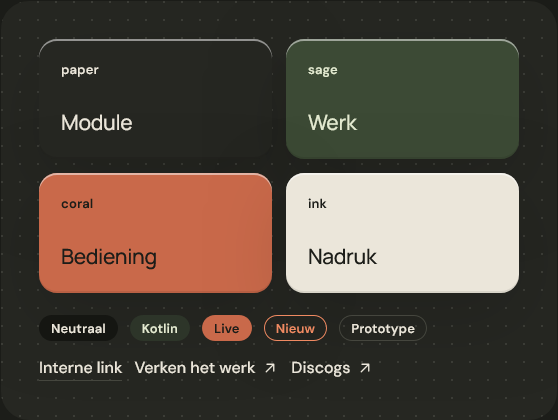 paper
Module
sage
Werk
coral
Bediening
ink
Nadruk
Neutraal Kotlin Live Nieuw Prototype
Interne link Verken het werk ↗ Discogs ↗